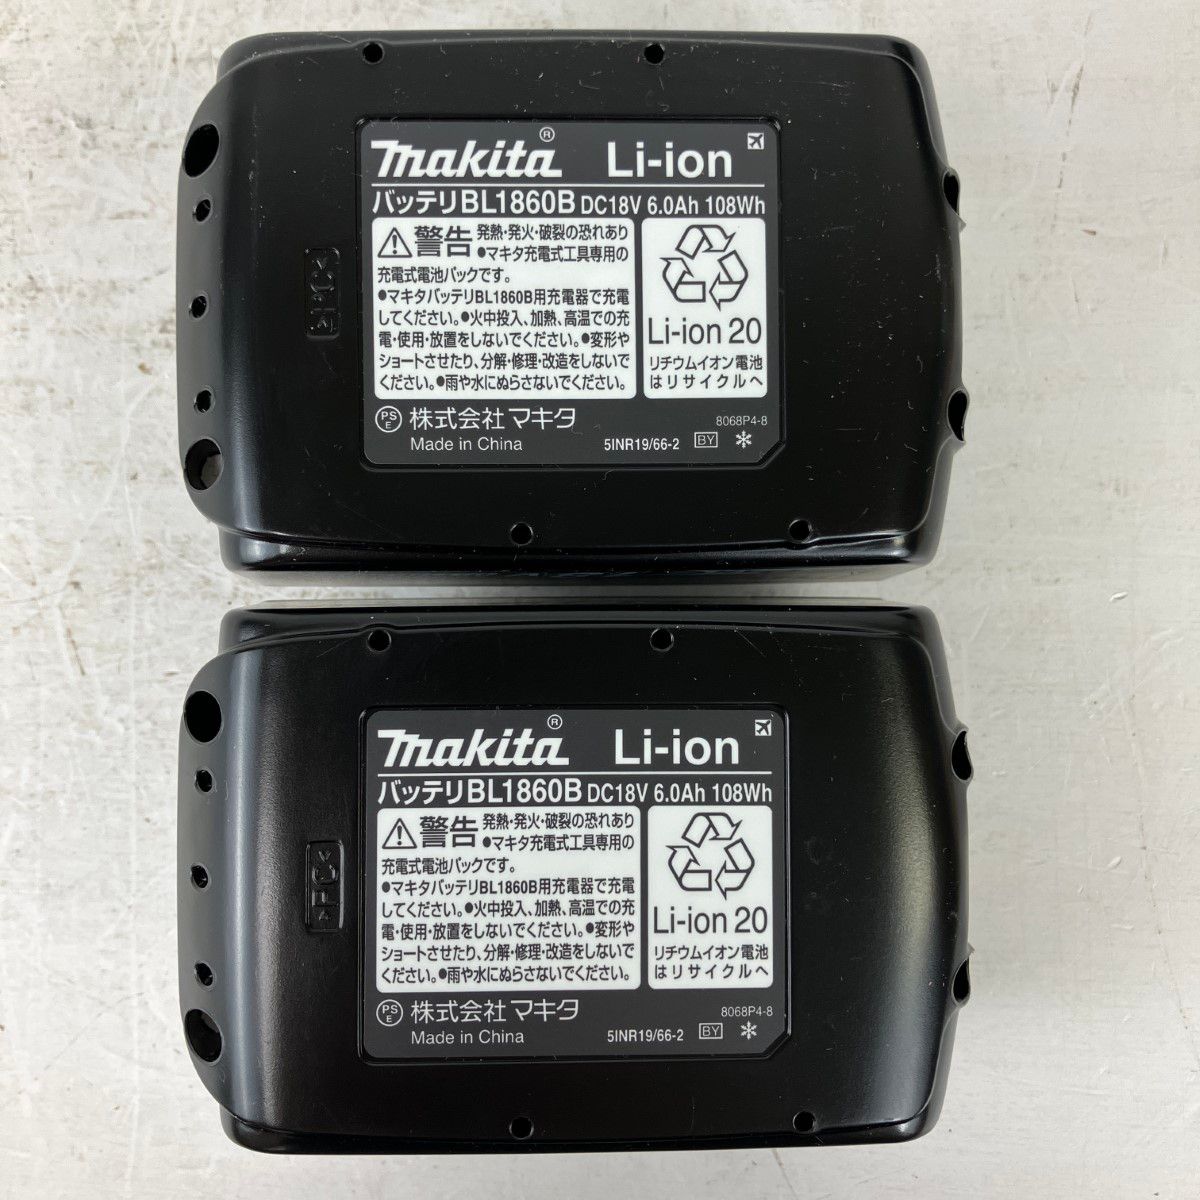 makita® Li-ion
バッテリBL1860B DC18V 6.0Ah 108Wh
警告 発熱・発火・破裂の恐れあり
●マキタ充電式工具専用の
充電式電池パックです。
●マキタバッテリBL1860B用充電器で充電
してください。●火中投入、加熱、高温での充
電・使用・放置をしないでください。●変形や
ショートさせたり、分解・修理・改造をしないで
ください。●雨や水にぬらさないでください。
Li-ion 20
リチウムイオン電池
はリサイクルへ
PSE 株式会社マキタ
8068P4-8
Made in China
5INR19/66-2 BY
makita® Li-ion
バッテリBL1860B DC18V 6.0Ah 108Wh
警告 発熱・発火・破裂の恐れあり
●マキタ充電式工具専用の
充電式電池パックです。
●マキタバッテリBL1860B用充電器で充電
してください。●火中投入、加熱、高温での充
電・使用・放置をしないでください。●変形や
ショートさせたり、分解・修理・改造をしないで
ください。●雨や水にぬらさないでください。
Li-ion 20
リチウムイオン電池
はリサイクルへ
>PC<
PSE 株式会社マキタ
8068P4-8
Made in China
5INR19/66-2 BY